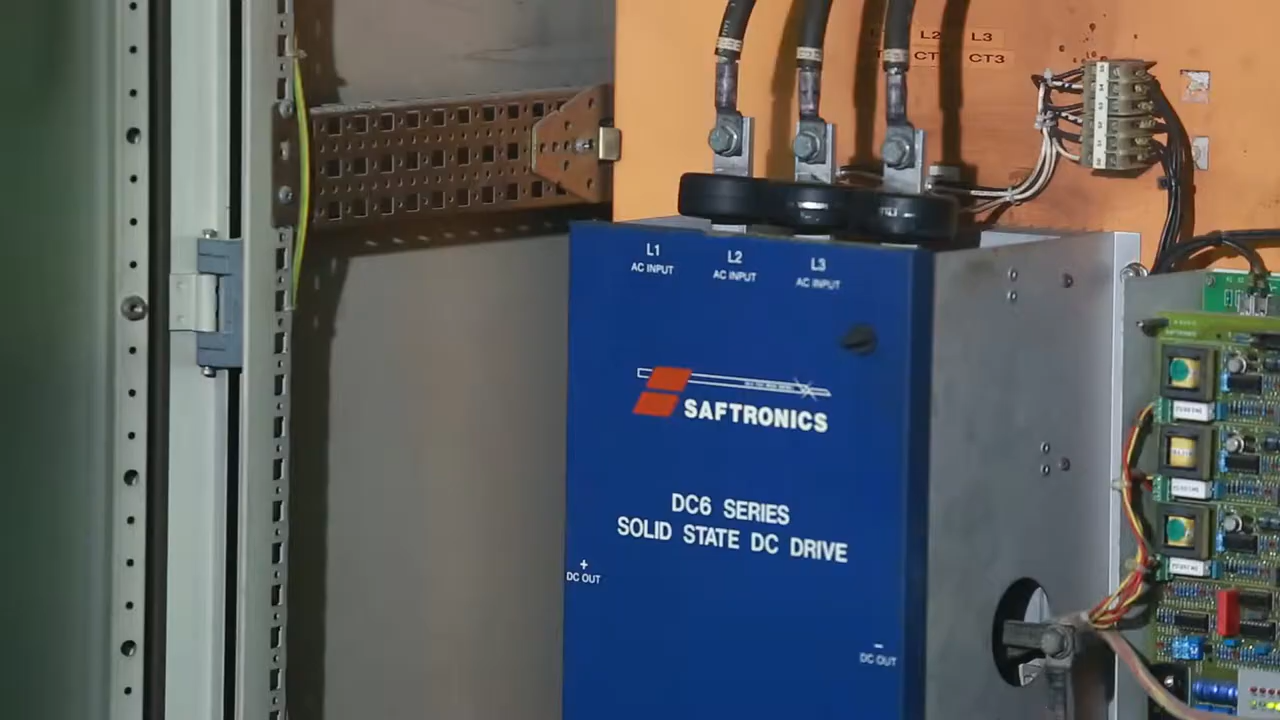 L2 L3
CT3
L1
AC INPUT
L2
AC INPUT
L3
AC INPUT
SAFTRONICS
DC6 SERIES
SOLID STATE DC DRIVE
+
DC OUT
-
DC OUT